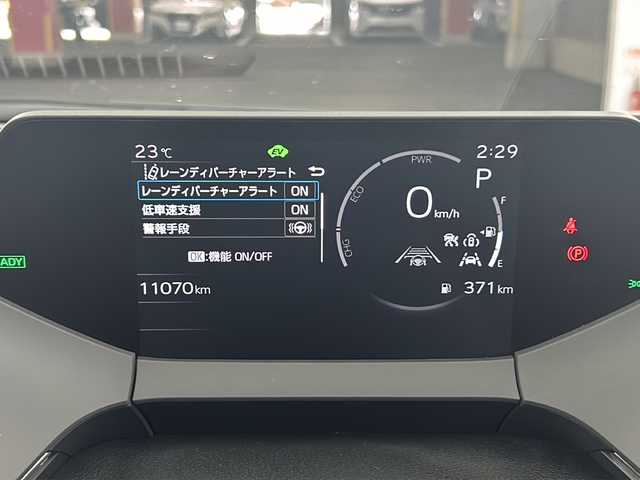 23℃
EV
2:29
レーンディパーチャーアラート
レーンディパーチャーアラート ON
低車速支援 ON
警報手段
OK:機能 ON/OFF
11070km
PWR
ECO
CHG
0km/h
P
F
E
371km
ADY
P